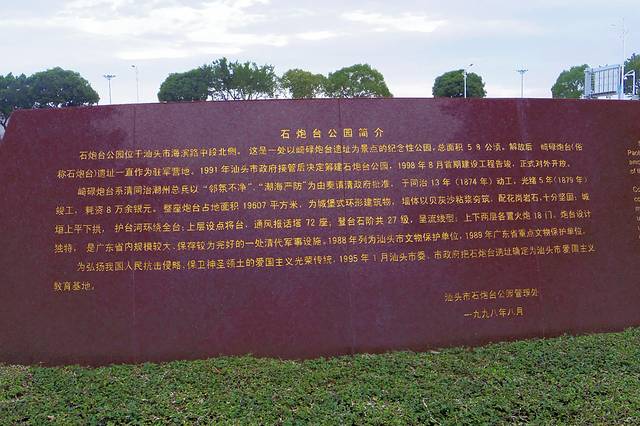 石炮台公园简介
石炮台公园位于汕头市海滨路中段北侧。这是一处以崎碌炮台遗址为景点的纪念性公园,总面积58公顷。解放后 崎碌炮台(俗
称石炮台)遗址一直作为驻军营地。1991年汕头市政府接管后决定筹建石炮台公园,1998年8月首期建设工程告竣,正式对外开放。
崎碌炮台系清同治潮州总兵以“邻氛不净”、“潮海严防”为由奏请清政府批准,于同治13年(1874年)动工,光绪5年(1879年)
竣工,耗资8万余银元。整座炮台占地面积19607平方米,为城堡式环形建筑物,墙体以贝灰沙粘浆夯筑,配花岗岩石,十分坚固;城
垣上平下拱,护台河环绕全台;上层设点将台、通风报话塔72座;登台石阶共27级,呈流线型;上下两层各置火炮18门,炮台设计
独特,是广东省内规模较大、保存较为完好的一处清代军事设施。1988年列为汕头市文物保护单位,1989年广东省重点文物保护单位。
为弘扬我国人民抗击侵略、保卫神圣领土的爱国主义光荣传统,1995年1月汕头市委、市政府把石炮台遗址确定为汕头市爱国主义
教育基地。
汕头市石炮台公园管理处
一九九八年八月